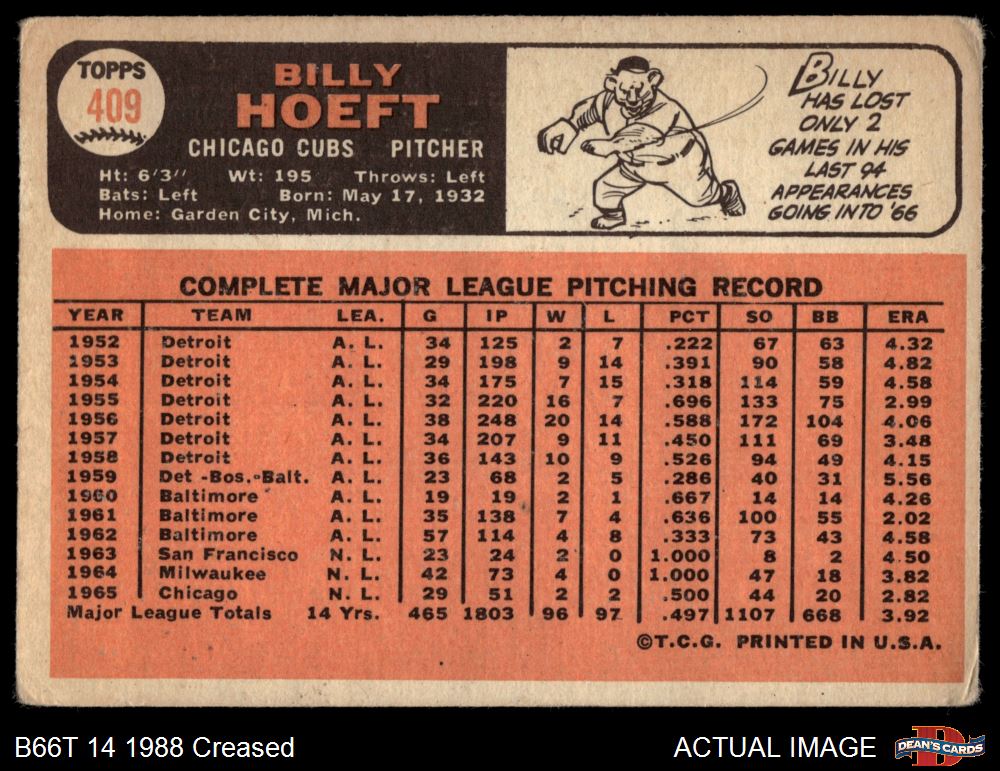 TOPPS
409
BILLY
HOEFT
CHICAGO CUBS PITCHER
Ht: 6'3" Wt: 195 Throws: Left
Bats: Left Born: May 17, 1932
Home: Garden City, Mich.
BILLY
HAS LOST
ONLY 2
GAMES IN HIS
LAST 94
APPEARANCES
GOING INTO '66
COMPLETE MAJOR LEAGUE PITCHING RECORD
YEAR TEAM LEA. G IP W L PCT SO BB ERA
1952 Detroit A. L. 34 125 2 7 .222 67 63 4.32
1953 Detroit A. L. 29 198 9 14 .391 90 58 4.82
1954 Detroit A. L. 34 175 7 15 .318 114 59 4.58
1955 Detroit A. L. 32 220 16 7 .696 133 75 2.99
1956 Detroit A. L. 38 248 20 14 .588 172 104 4.06
1957 Detroit A. L. 34 207 9 11 .450 111 69 3.48
1958 Detroit A. L. 36 143 10 9 .526 94 49 4.15
1959 Det -Bos.-Balt. A. L. 23 68 2 5 .286 40 31 5.56
1960 Baltimore A. L. 19 19 2 1 .667 14 14 4.26
1961 Baltimore A. L. 35 138 7 4 .636 100 55 2.02
1962 Baltimore A. L. 57 114 4 8 .333 73 43 4.58
1963 San Francisco N. L. 23 24 2 0 1.000 8 2 4.50
1964 Milwaukee N. L. 42 73 4 0 1.000 47 18 3.82
1965 Chicago N. L. 29 51 2 2 .500 44 20 2.82
Major League Totals 14 Yrs. 465 1803 96 97 .497 1107 668 3.92
©T.C.G. PRINTED IN U.S.A.
B66T 14 1988 Creased
ACTUAL IMAGE
D
DEAN'S CARDS